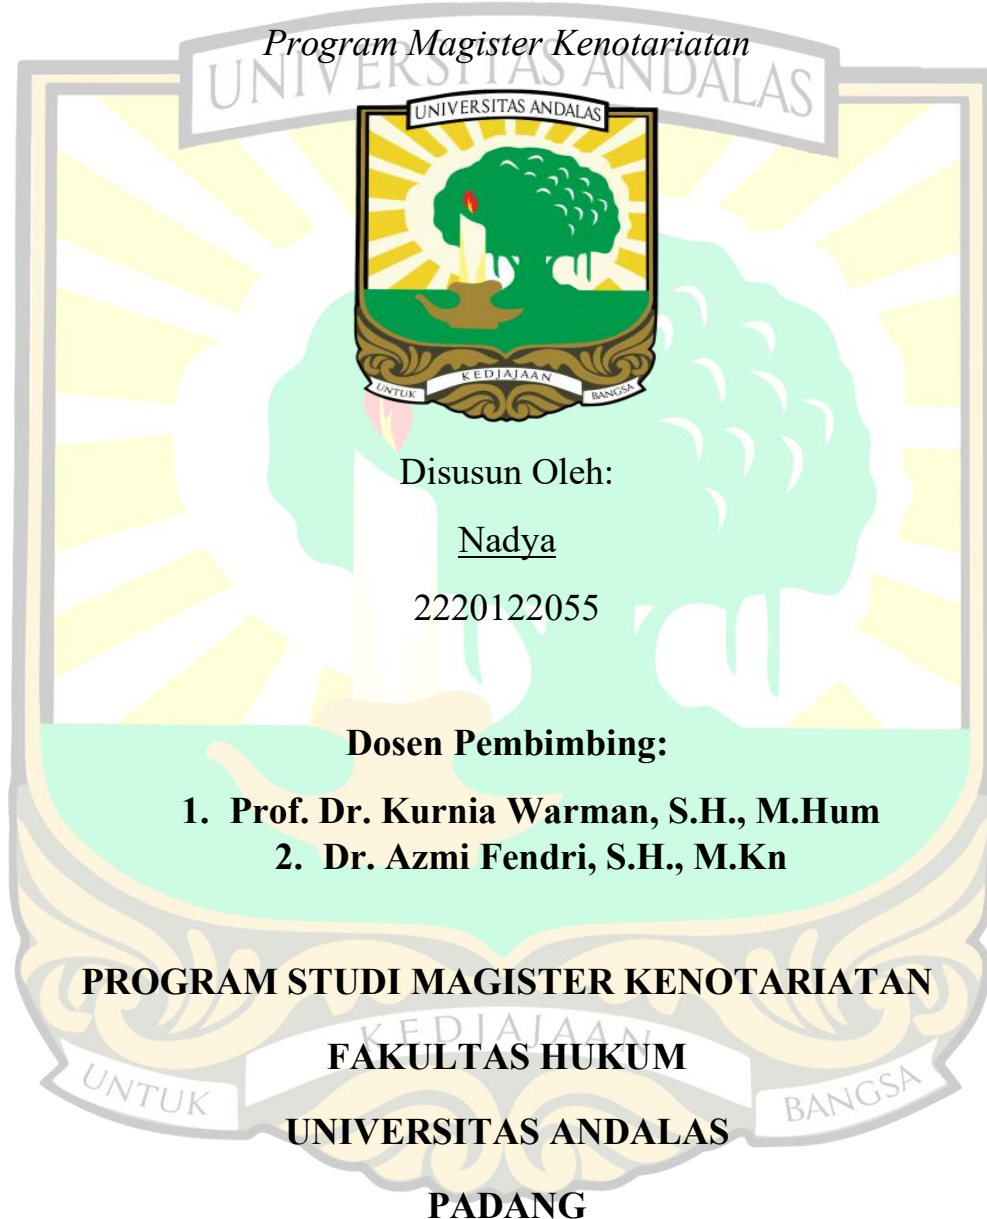 Program Magister Kenotariatan
UNIVERSITAS ANDALAS
UNIVERSITAS ANDALAS
UNTUK KEDJAJAAN BANGSA
Disusun Oleh:
Nadya
2220122055
Dosen Pembimbing:
1. Prof. Dr. Kurnia Warman, S.H., M.Hum
2. Dr. Azmi Fendri, S.H., M.Kn
PROGRAM STUDI MAGISTER KENOTARIATAN
FAKULTAS HUKUM
UNTUK KEDJAJAAN BANGSA
UNIVERSITAS ANDALAS
PADANG